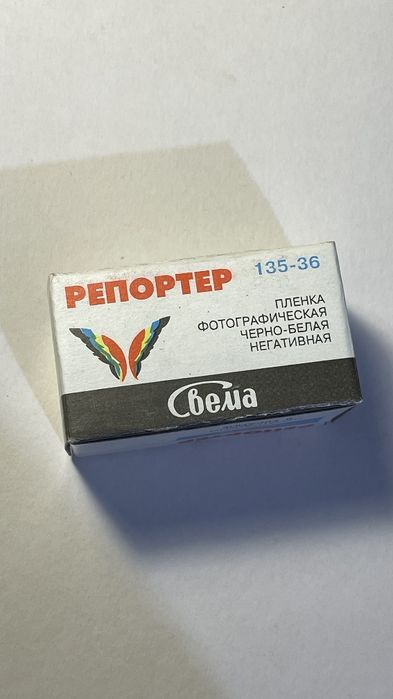 РЕПОРТЕР
135-36
ПЛЕНКА
ФОТОГРАФИЧЕСКАЯ
ЧЕРНО-БЕЛАЯ
НЕГАТИВНАЯ
Свема